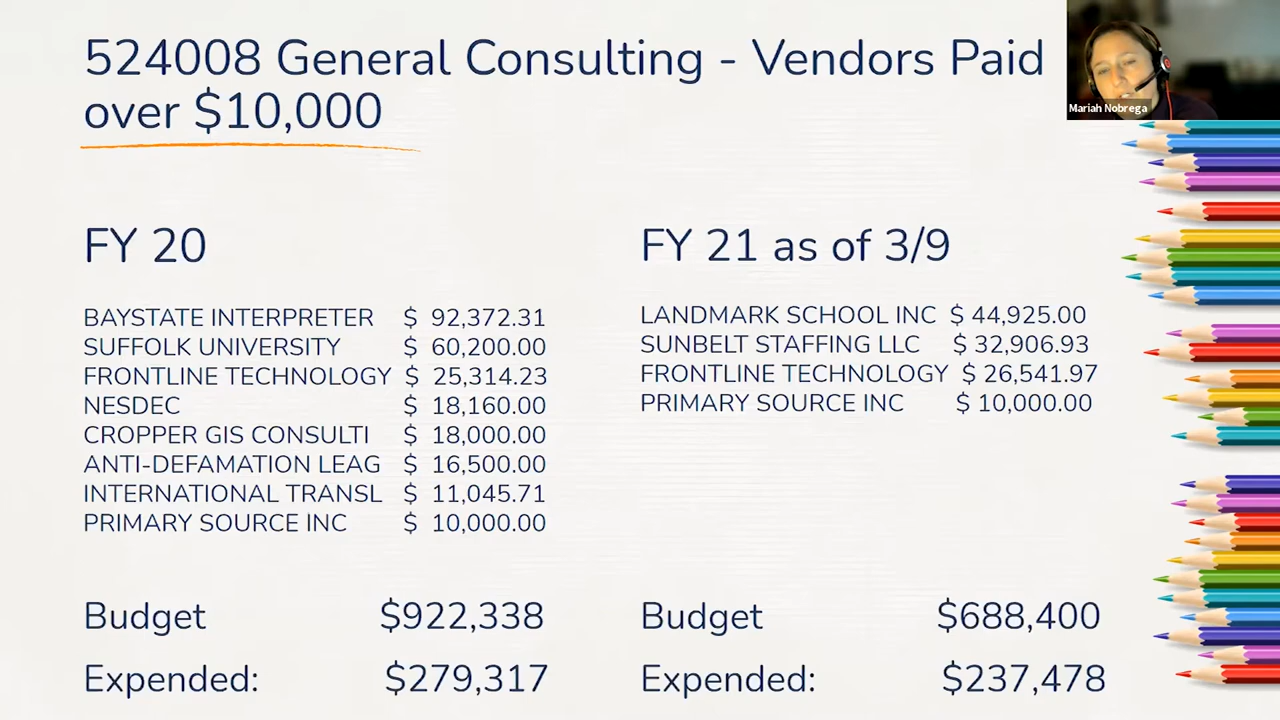 524008 General Consulting - Vendors Paid
over $10,000
Mariah Nobrega
FY 20
BAYSTATE INTERPRETER $ 92,372.31
SUFFOLK UNIVERSITY $ 60,200.00
FRONTLINE TECHNOLOGY $ 25,314.23
NESDEC $ 18,160.00
CROPPER GIS CONSULTI $ 18,000.00
ANTI-DEFAMATION LEAG $ 16,500.00
INTERNATIONAL TRANSL $ 11,045.71
PRIMARY SOURCE INC $ 10,000.00
Budget $922,338
Expended: $279,317
FY 21 as of 3/9
LANDMARK SCHOOL INC $ 44,925.00
SUNBELT STAFFING LLC $ 32,906.93
FRONTLINE TECHNOLOGY $ 26,541.97
PRIMARY SOURCE INC $ 10,000.00
Budget $688,400
Expended: $237,478